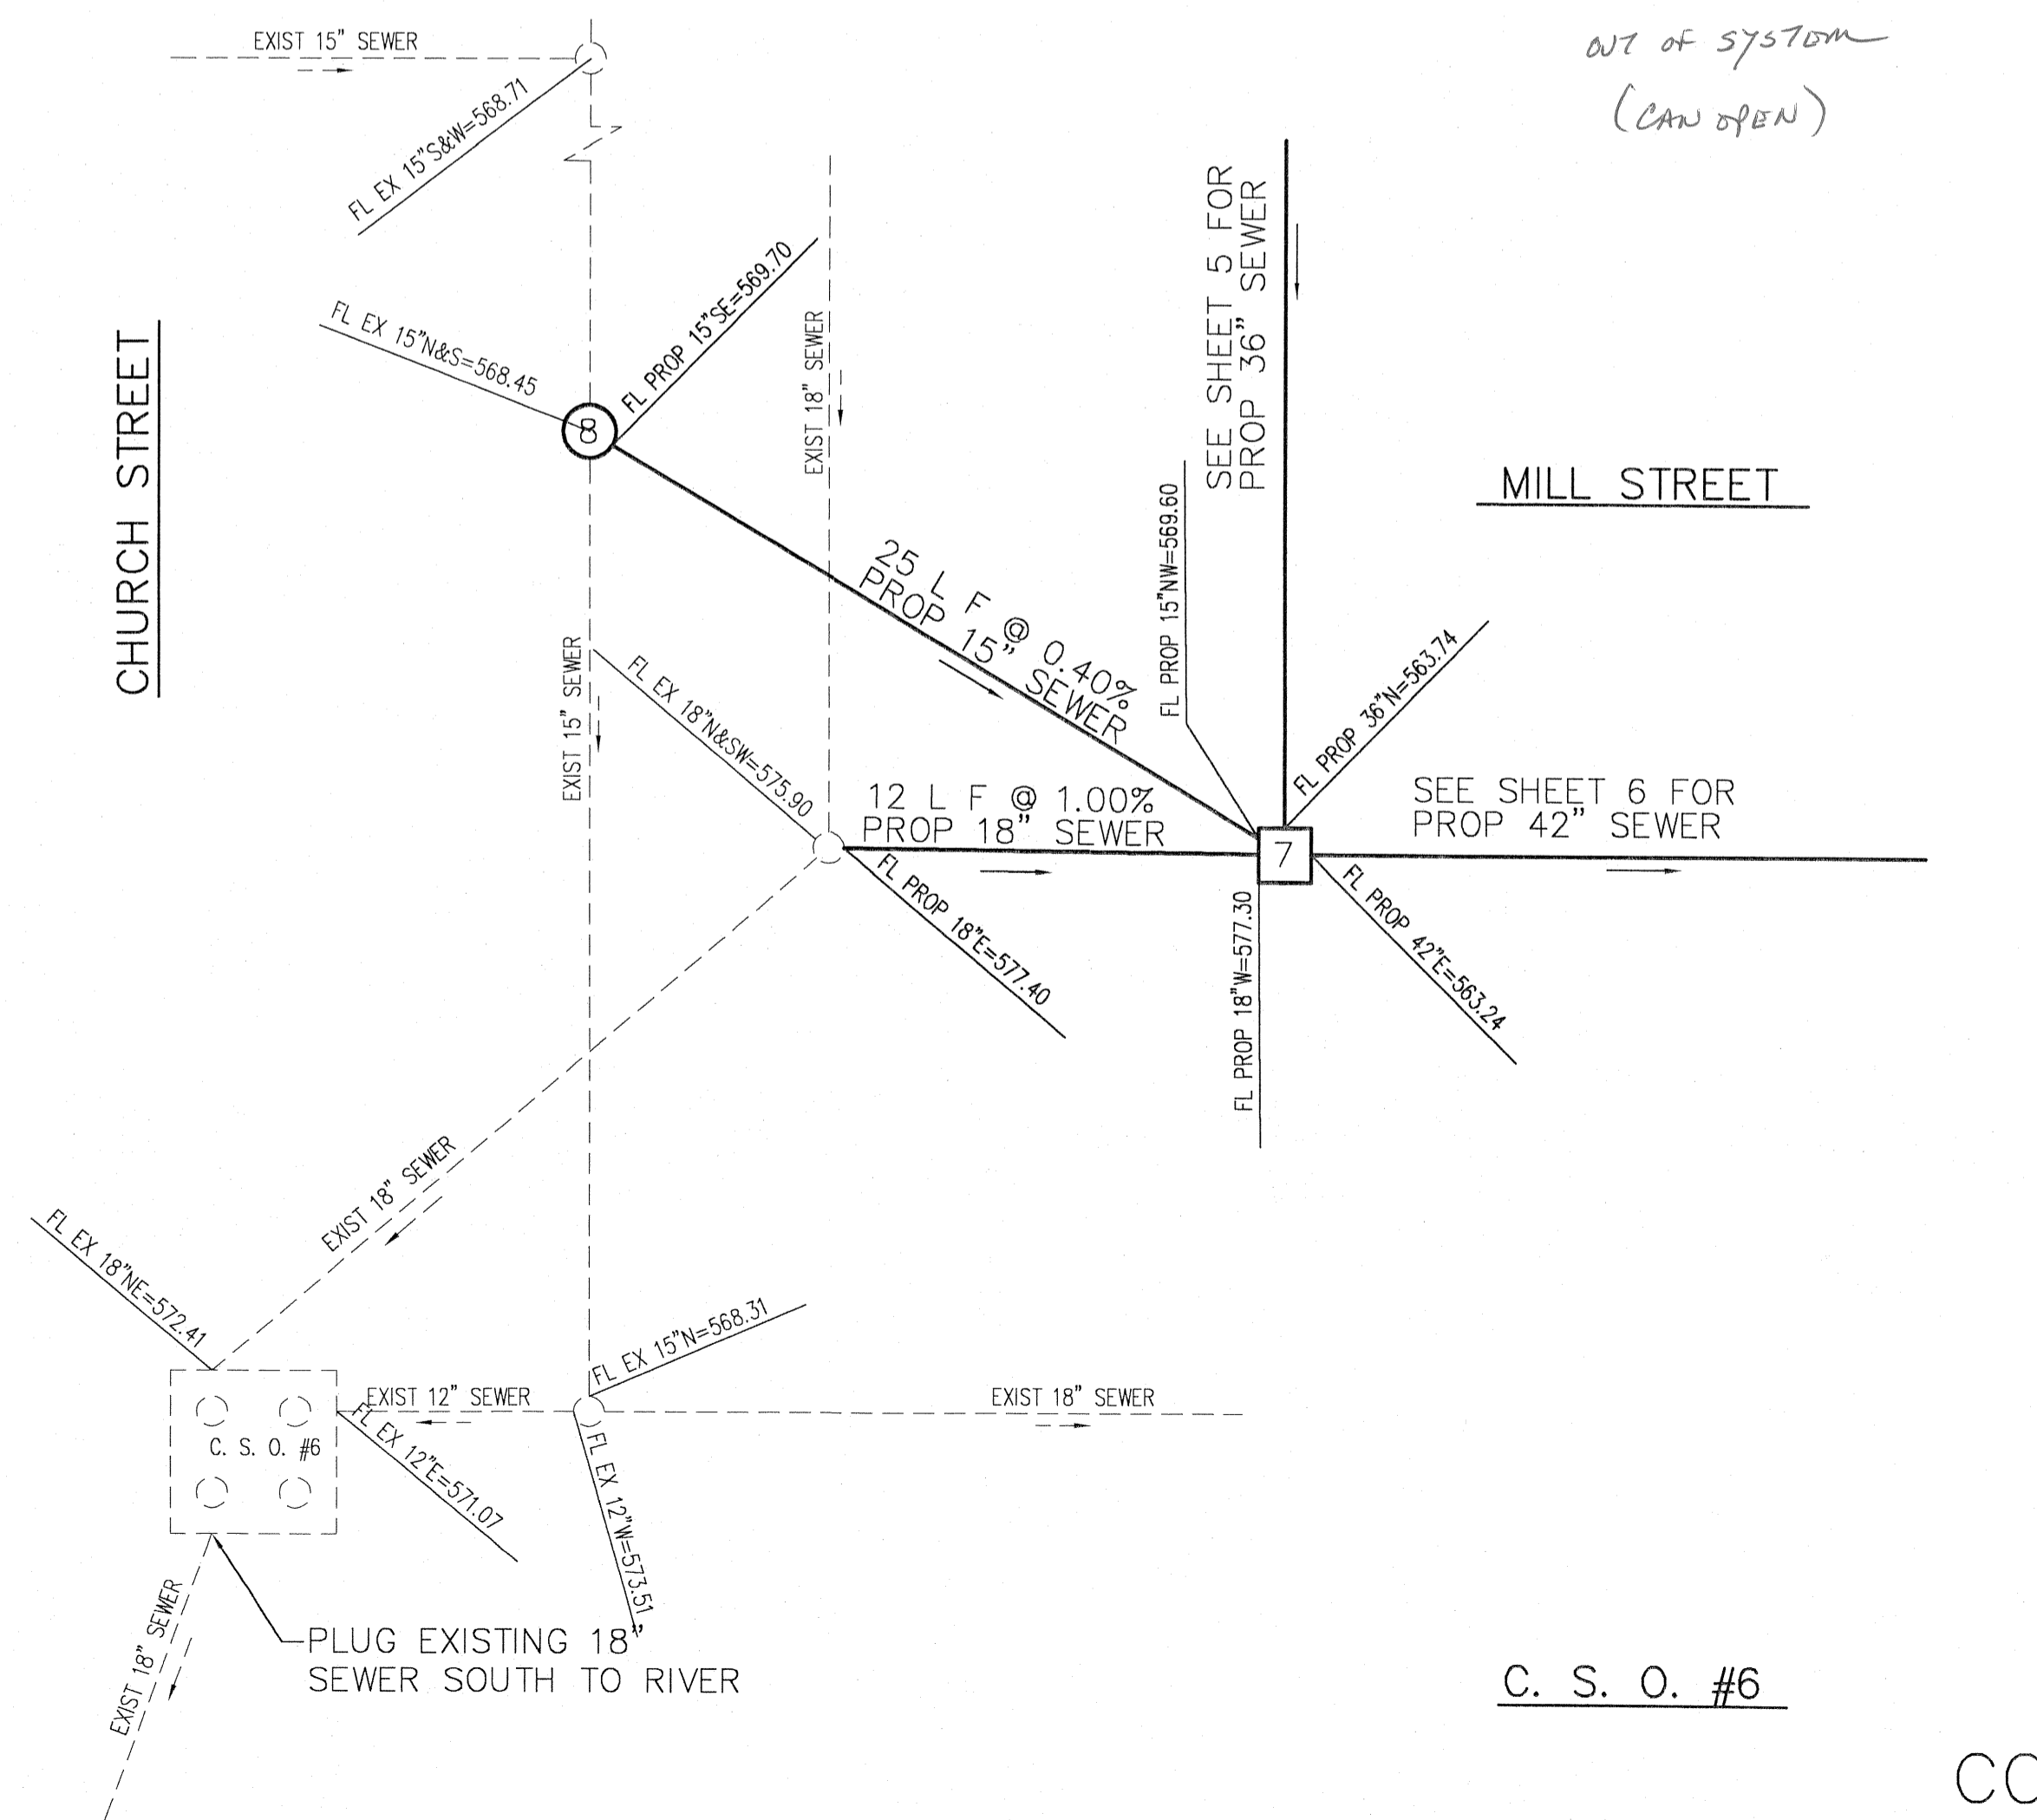 EXIST 15" SEWER
OUT OF SYSTEM
(CAN OPEN)
FL EX 15"S&W=568.71
CHURCH STREET
FL EX 15"N&S=568.45
FL PROP 15"SE=569.70
8
EXIST 18" SEWER
SEE SHEET 5 FOR
PROP 36" SEWER
MILL STREET
25 L F @ 0.40%
PROP 15" SEWER
FL PROP 15"NW=569.60
FL PROP 36"N=563.74
EXIST 15" SEWER
FL EX 18"N&SW=575.90
12 L F @ 1.00%
PROP 18" SEWER
7
SEE SHEET 6 FOR
PROP 42" SEWER
FL PROP 18"E=577.40
FL PROP 18"W=577.30
FL PROP 42"E=563.24
EXIST 18" SEWER
FL EX 18"NE=572.41
FL EX 15"N=568.31
EXIST 12" SEWER
EXIST 18" SEWER
C. S. O. #6
FL EX 12"E=571.07
FL EX 12"W=573.51
EXIST 18" SEWER
PLUG EXISTING 18"
SEWER SOUTH TO RIVER
C. S. O. #6
CO